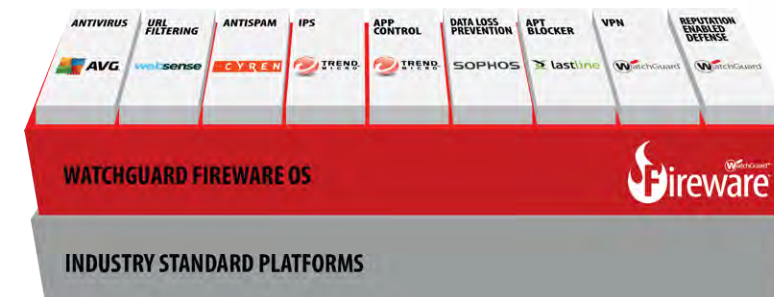 ANTIVIRUS
URL
FILTERING
ANTISPAM
IPS
APP
CONTROL
DATA LOSS
PREVENTION
APT
BLOCKER
VPN
REPUTATION
ENABLED
DEFENSE
AVG
websense
CYREN
TREND
MICRO
TREND
MICRO
SOPHOS
lastline
WatchGuard
WatchGuard
WATCHGUARD FIREWARE OS
WatchGuard
Fireware
INDUSTRY STANDARD PLATFORMS